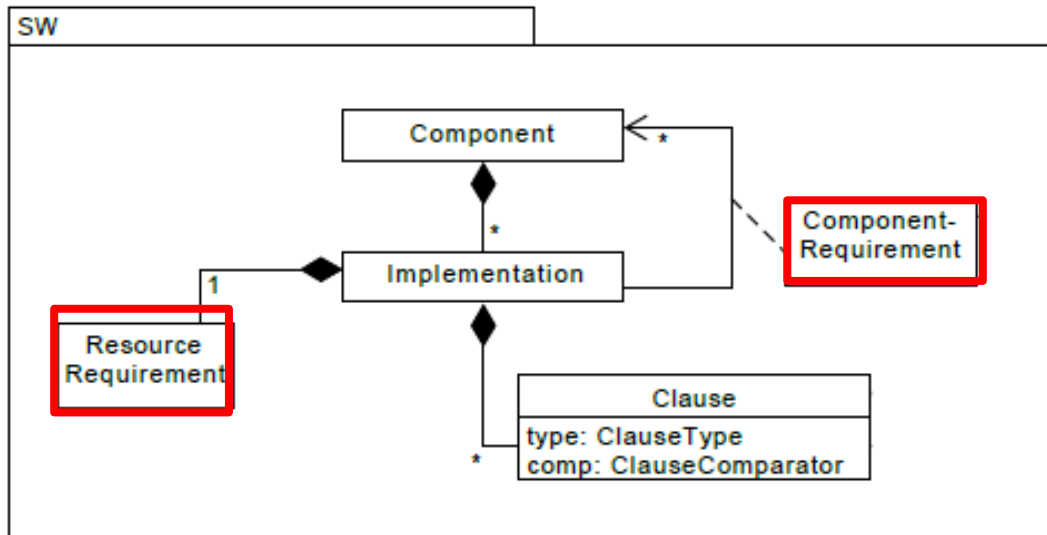 SW
Component
*
Component-
Requirement
*
Implementation
1
Resource
Requirement
Clause
type: ClauseType
comp: ClauseComparator
*